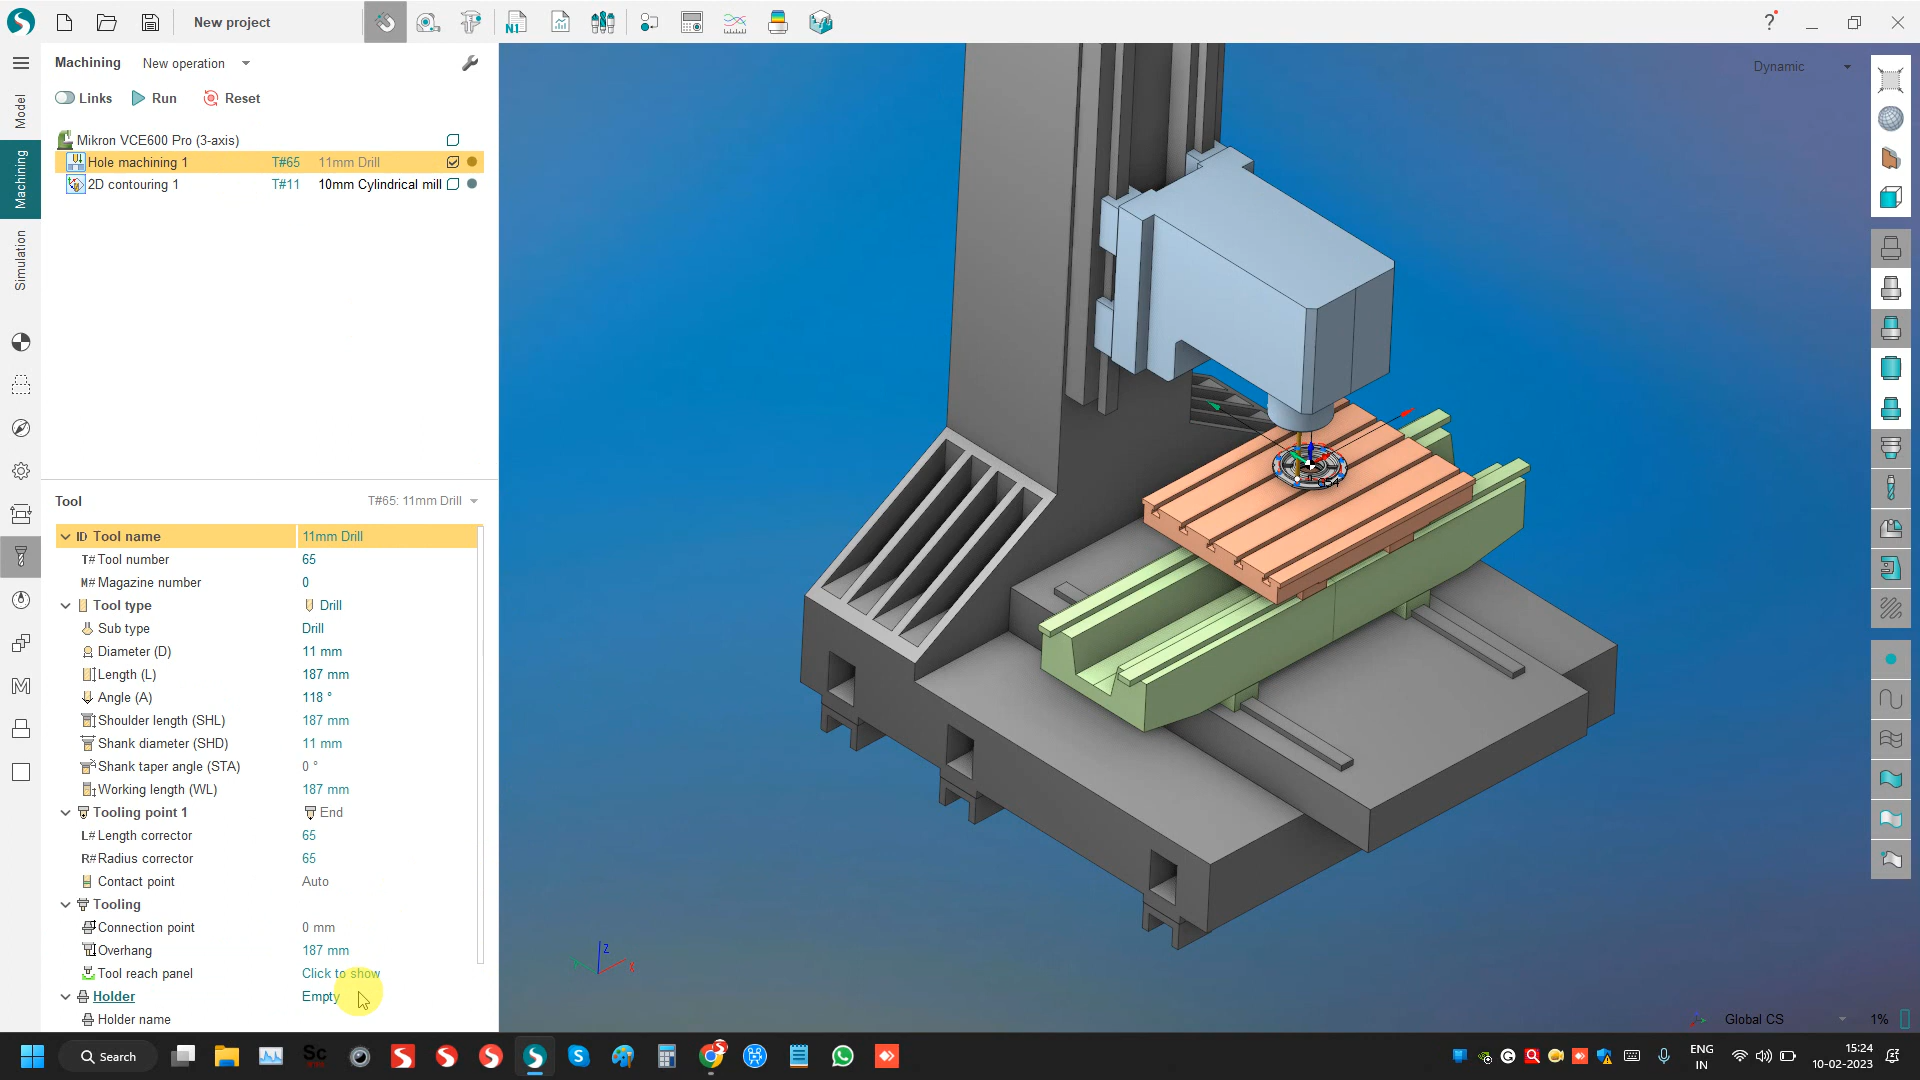 New project
N1
?
Machining New operation
Links Run Reset
Model
Machining
Simulation
Mikron VCE600 Pro (3-axis)
Hole machining 1 T#65 11mm Drill
2D contouring 1 T#11 10mm Cylindrical mill
Dynamic
Tool T#65: 11mm Drill
ID Tool name 11mm Drill
T# Tool number 65
M# Magazine number 0
Tool type Drill
Sub type Drill
Diameter (D) 11 mm
Length (L) 187 mm
Angle (A) 118 °
Shoulder length (SHL) 187 mm
Shank diameter (SHD) 11 mm
Shank taper angle (STA) 0 °
Working length (WL) 187 mm
Tooling point 1 End
L# Length corrector 65
R# Radius corrector 65
Contact point Auto
Tooling
Connection point 0 mm
Overhang 187 mm
Tool reach panel Click to show
Holder Empty
Holder name
G54
Z
X
Global CS 1%
Search
Sc
ENG
IN
15:24
10-02-2023